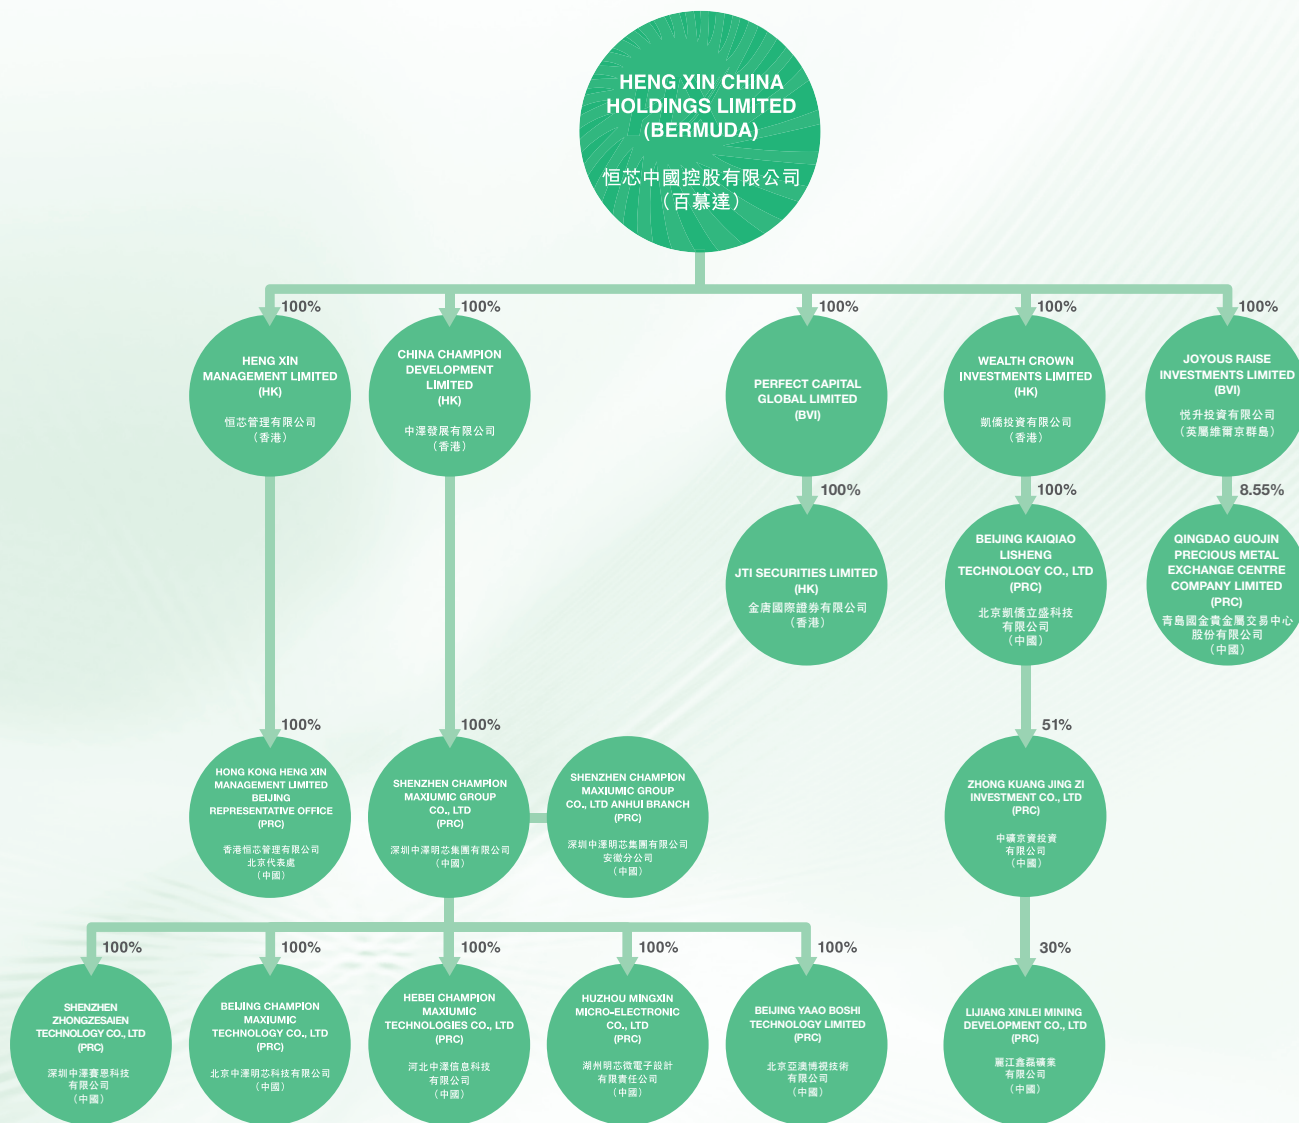 HENG XIN CHINA
HOLDINGS LIMITED
(BERMUDA)
恒芯中國控股有限公司
（百慕達）
100%
100%
100%
100%
100%
HENG XIN
MANAGEMENT LIMITED
(HK)
恒芯管理有限公司
（香港）
CHINA CHAMPION
DEVELOPMENT
LIMITED
(HK)
中澤發展有限公司
（香港）
PERFECT CAPITAL
GLOBAL LIMITED
(BVI)
WEALTH CROWN
INVESTMENTS LIMITED
(HK)
凱僑投資有限公司
（香港）
JOYOUS RAISE
INVESTMENTS LIMITED
(BVI)
悅升投資有限公司
（英屬維爾京群島）
100%
100%
8.55%
JTI SECURITIES LIMITED
(HK)
金唐國際證券有限公司
（香港）
BEIJING KAIQIAO
LISHENG
TECHNOLOGY CO., LTD
(PRC)
北京凱僑立盛科技
有限公司
（中國）
QINGDAO GUOJIN
PRECIOUS METAL
EXCHANGE CENTRE
COMPANY LIMITED
(PRC)
青島國金貴金屬交易中心
股份有限公司
（中國）
100%
100%
51%
HONG KONG HENG XIN
MANAGEMENT LIMITED
BEIJING
REPRESENTATIVE OFFICE
(PRC)
香港恒芯管理有限公司
北京代表處
（中國）
SHENZHEN CHAMPION
MAXIUMIC GROUP
CO., LTD
(PRC)
深圳中澤明芯集團有限公司
（中國）
SHENZHEN CHAMPION
MAXIUMIC GROUP
CO., LTD ANHUI BRANCH
(PRC)
深圳中澤明芯集團有限公司
安徽分公司
（中國）
ZHONG KUANG JING ZI
INVESTMENT CO., LTD
(PRC)
中礦京資投資
有限公司
（中國）
100%
100%
100%
100%
100%
30%
SHENZHEN
ZHONGZESAIEN
TECHNOLOGY CO., LTD
(PRC)
深圳中澤賽恩科技
有限公司
（中國）
BEIJING CHAMPION
MAXIUMIC
TECHNOLOGY CO., LTD
(PRC)
北京中澤明芯科技有限公司
（中國）
HEBEI CHAMPION
MAXIUMIC
TECHNOLOGIES CO., LTD
(PRC)
河北中澤信息科技
有限公司
（中國）
HUZHOU MINGXIN
MICRO-ELECTRONIC
CO., LTD
(PRC)
湖州明芯微電子設計
有限責任公司
（中國）
BEIJING YAAO BOSHI
TECHNOLOGY LIMITED
(PRC)
北京亞澳博視技術
有限公司
（中國）
LIJIANG XINLEI MINING
DEVELOPMENT CO., LTD
(PRC)
麗江鑫磊礦業
有限公司
（中國）